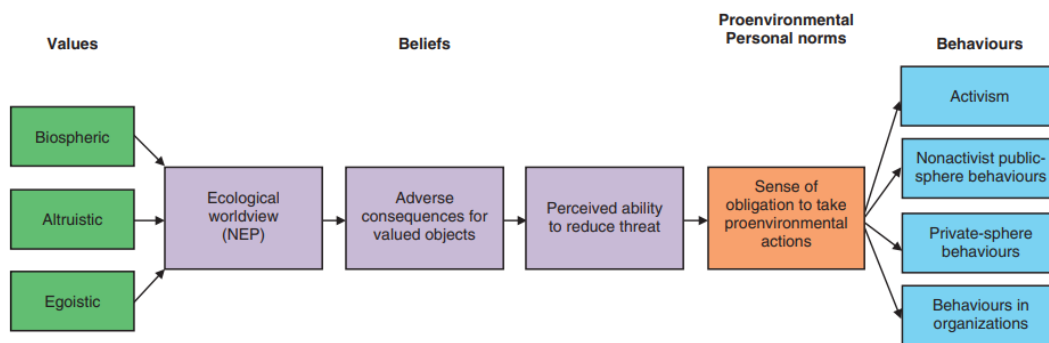 Values
Beliefs
Proenvironmental
Personal norms
Behaviours
Biospheric
Altruistic
Egoistic
Ecological
worldview
(NEP)
Adverse
consequences for
valued objects
Perceived ability
to reduce threat
Sense of
obligation to take
proenvironmental
actions
Activism
Nonactivist public-
sphere behaviours
Private-sphere
behaviours
Behaviours in
organizations